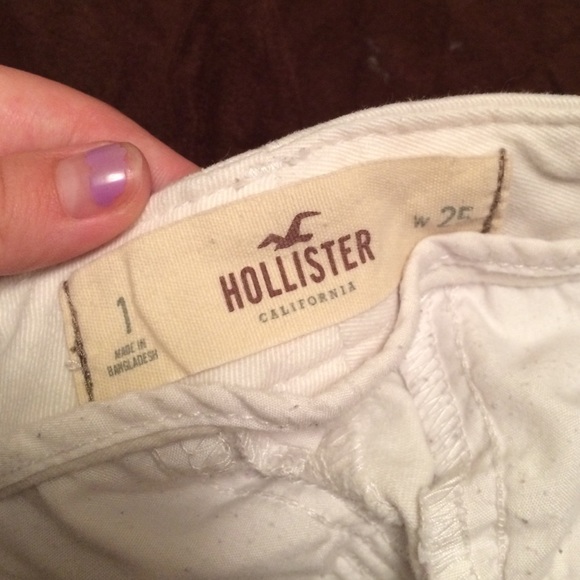 1
MADE IN
BANGLADESH
HOLLISTER
CALIFORNIA
W 25